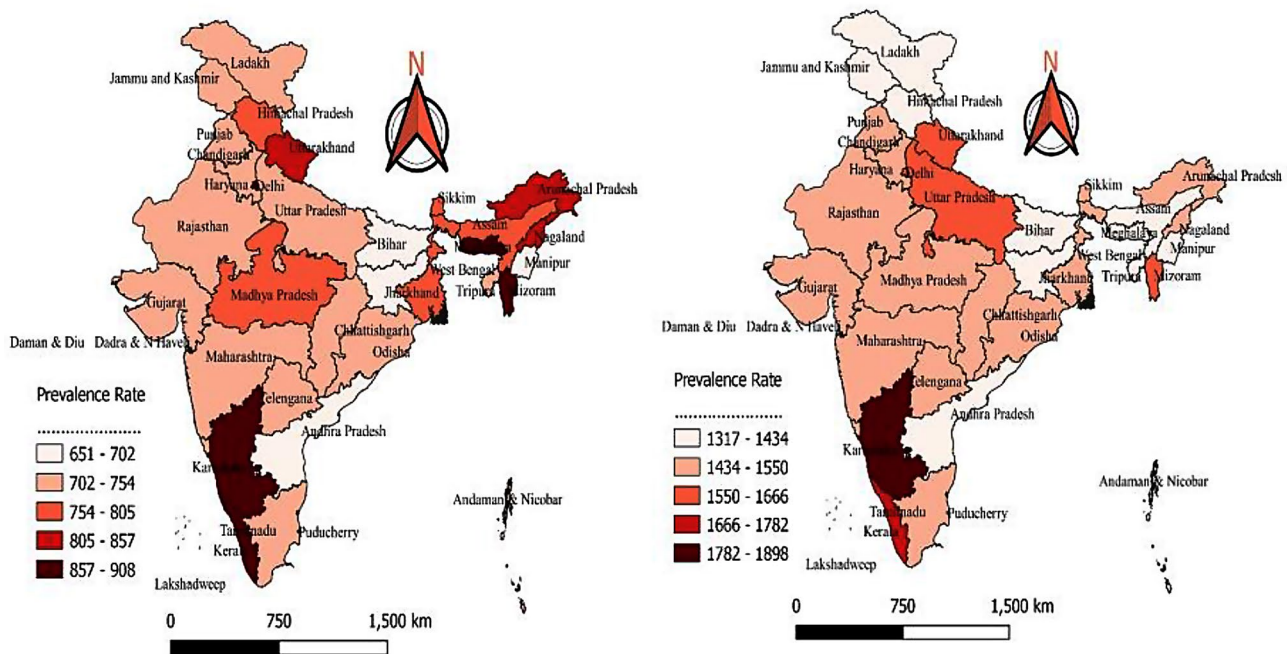 N
Ladakh
Jammu and Kashmir
Himachal Pradesh
Punjab
Uttarakhand
Chandigarh
Haryana
Delhi
Sikkim
Arunachal Pradesh
Uttar Pradesh
Assam
Rajasthan
Nagaland
Bihar
Manipur
West Bengal
Madhya Pradesh
Jharkhand
Tripura
Mizoram
Gujarat
Chhattishgarh
Daman & Diu
Dadra & N Haveli
Odisha
Maharashtra
Telengana
Prevalence Rate
Andhra Pradesh
651 - 702
702 - 754
754 - 805
805 - 857
857 - 908
Andaman & Nicobar
Tamilnadu
Puducherry
Kerala
Lakshadweep
0
750
1,500 km
N
Ladakh
Jammu and Kashmir
Himachal Pradesh
Punjab
Uttarakhand
Chandigarh
Haryana
Delhi
Sikkim
Arunachal Pradesh
Uttar Pradesh
Assam
Rajasthan
Nagaland
Bihar
Meghalaya
Manipur
West Bengal
Madhya Pradesh
Jharkhand
Tripura
Mizoram
Gujarat
Chhattishgarh
Daman & Diu
Dadra & N Haveli
Odisha
Maharashtra
Telengana
Prevalence Rate
Andhra Pradesh
1317 - 1434
1434 - 1550
1550 - 1666
1666 - 1782
1782 - 1898
Andaman & Nicobar
Tamilnadu
Puducherry
Kerala
Lakshadweep
0
750
1,500 km